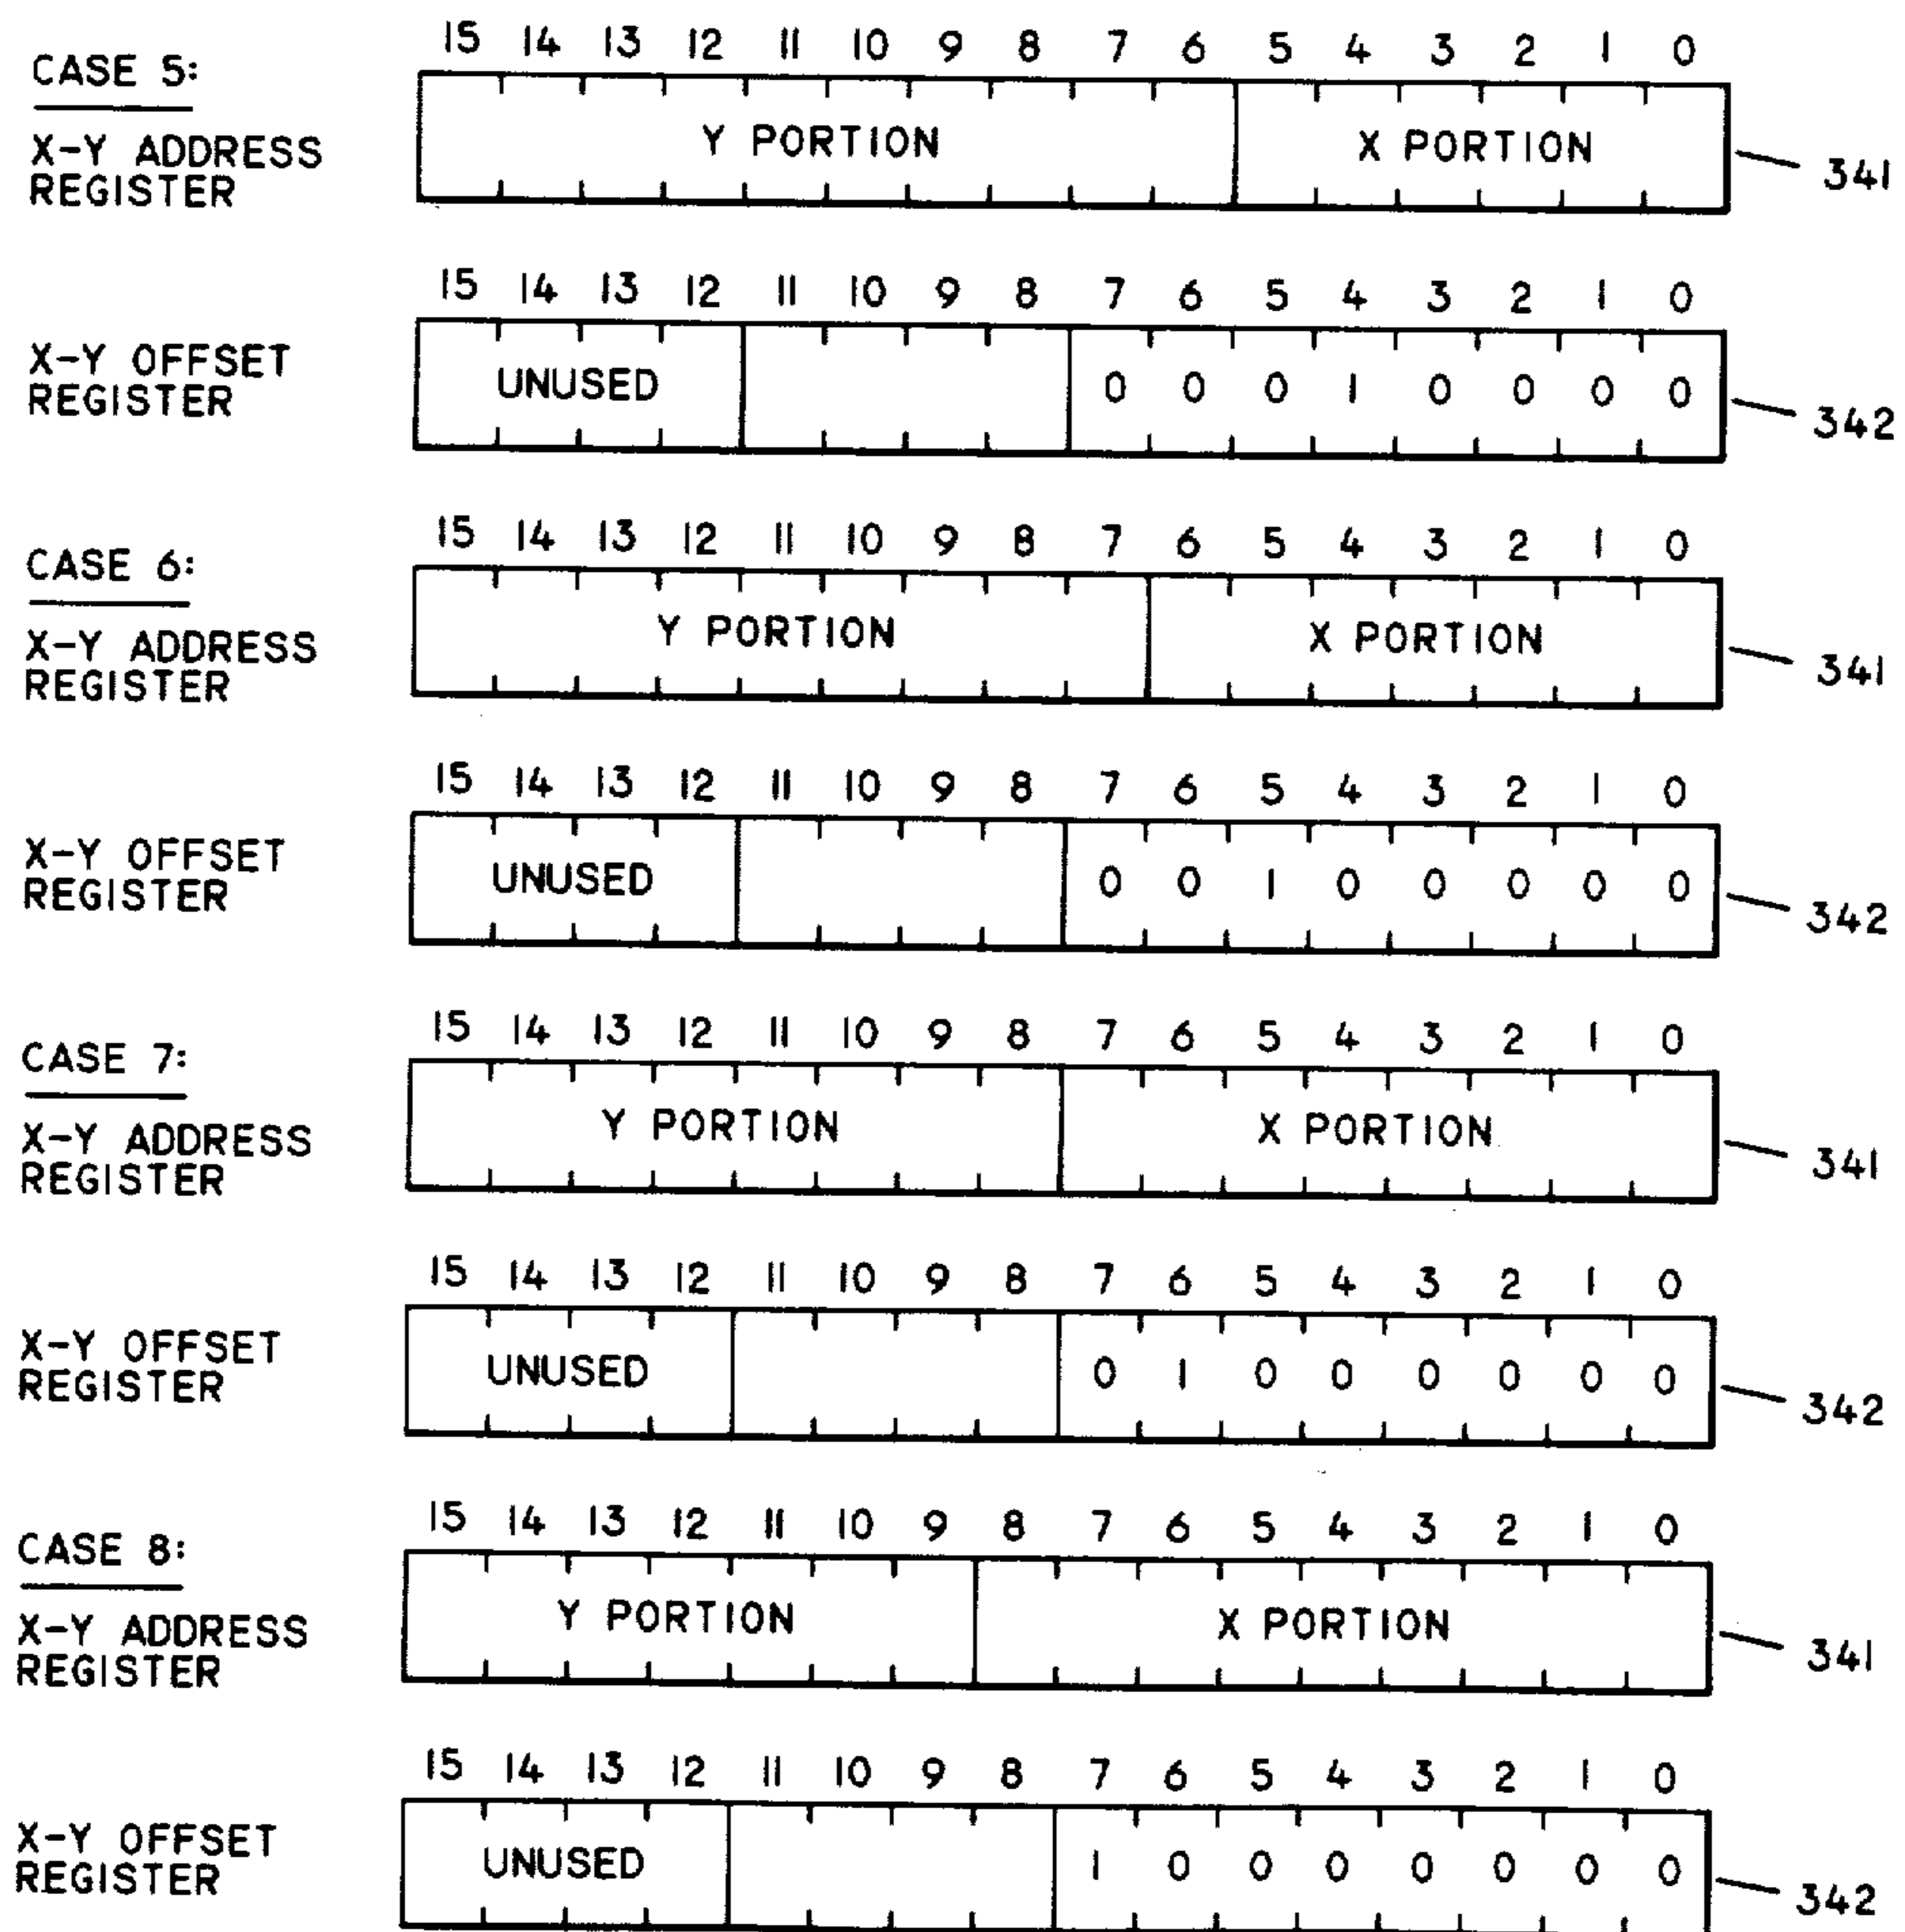 15 14 13 12 11 10 9 8 7 6 5 4 3 2 1 0
CASE 5:
X-Y ADDRESS
REGISTER
Y PORTION X PORTION
341
15 14 13 12 11 10 9 8 7 6 5 4 3 2 1 0
X-Y OFFSET
REGISTER
UNUSED 0 0 0 1 0 0 0 0
342
15 14 13 12 11 10 9 8 7 6 5 4 3 2 1 0
CASE 6:
X-Y ADDRESS
REGISTER
Y PORTION X PORTION
341
15 14 13 12 11 10 9 8 7 6 5 4 3 2 1 0
X-Y OFFSET
REGISTER
UNUSED 0 0 1 0 0 0 0 0
342
15 14 13 12 11 10 9 8 7 6 5 4 3 2 1 0
CASE 7:
X-Y ADDRESS
REGISTER
Y PORTION X PORTION
341
15 14 13 12 11 10 9 8 7 6 5 4 3 2 1 0
X-Y OFFSET
REGISTER
UNUSED 0 1 0 0 0 0 0 0
342
15 14 13 12 11 10 9 8 7 6 5 4 3 2 1 0
CASE 8:
X-Y ADDRESS
REGISTER
Y PORTION X PORTION
341
15 14 13 12 11 10 9 8 7 6 5 4 3 2 1 0
X-Y OFFSET
REGISTER
UNUSED 1 0 0 0 0 0 0 0
342